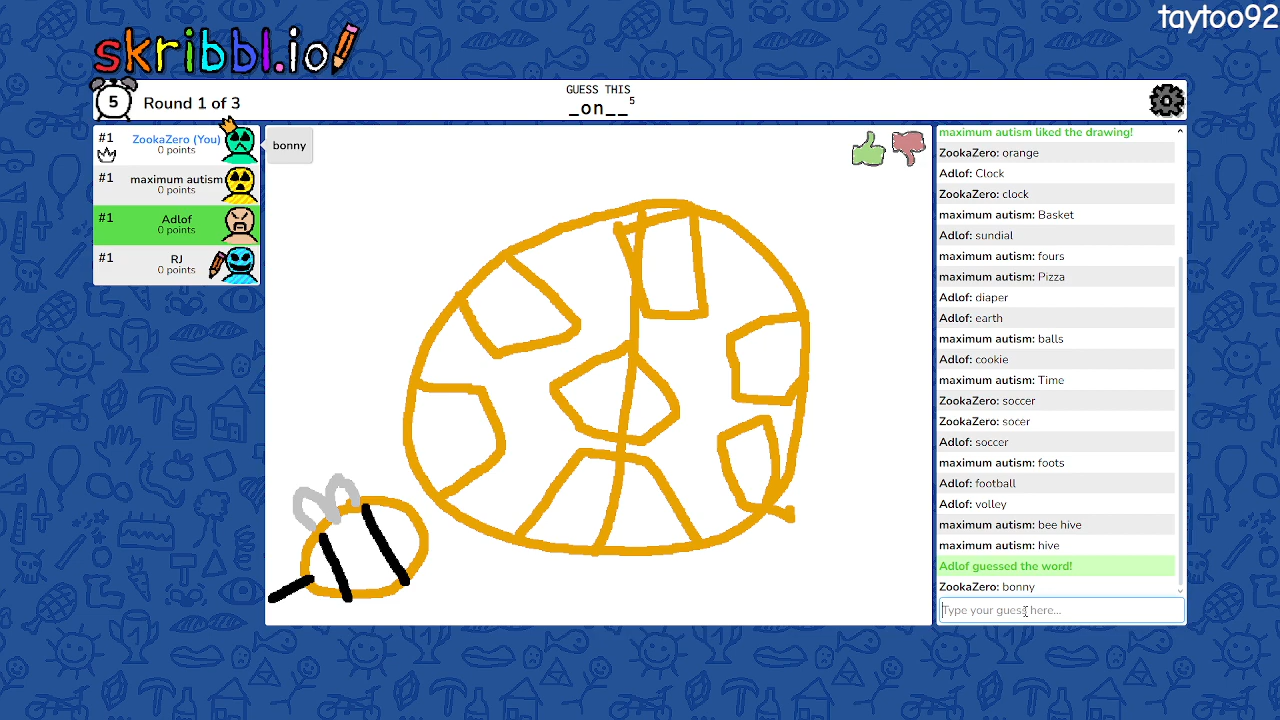 taytoo92
skribbl.io
5
Round 1 of 3
GUESS THIS
_on__ 5
#1
ZookaZero (You)
0 points
bonny
#1
maximum autism
0 points
#1
Adlof
0 points
#1
RJ
0 points
maximum autism liked the drawing!
ZookaZero: orange
Adlof: Clock
ZookaZero: clock
maximum autism: Basket
Adlof: sundial
maximum autism: fours
maximum autism: Pizza
Adlof: diaper
Adlof: earth
maximum autism: balls
Adlof: cookie
maximum autism: Time
ZookaZero: soccer
ZookaZero: socer
Adlof: soccer
maximum autism: foots
Adlof: football
Adlof: volley
maximum autism: bee hive
maximum autism: hive
Adlof guessed the word!
ZookaZero: bonny
Type your guess here...